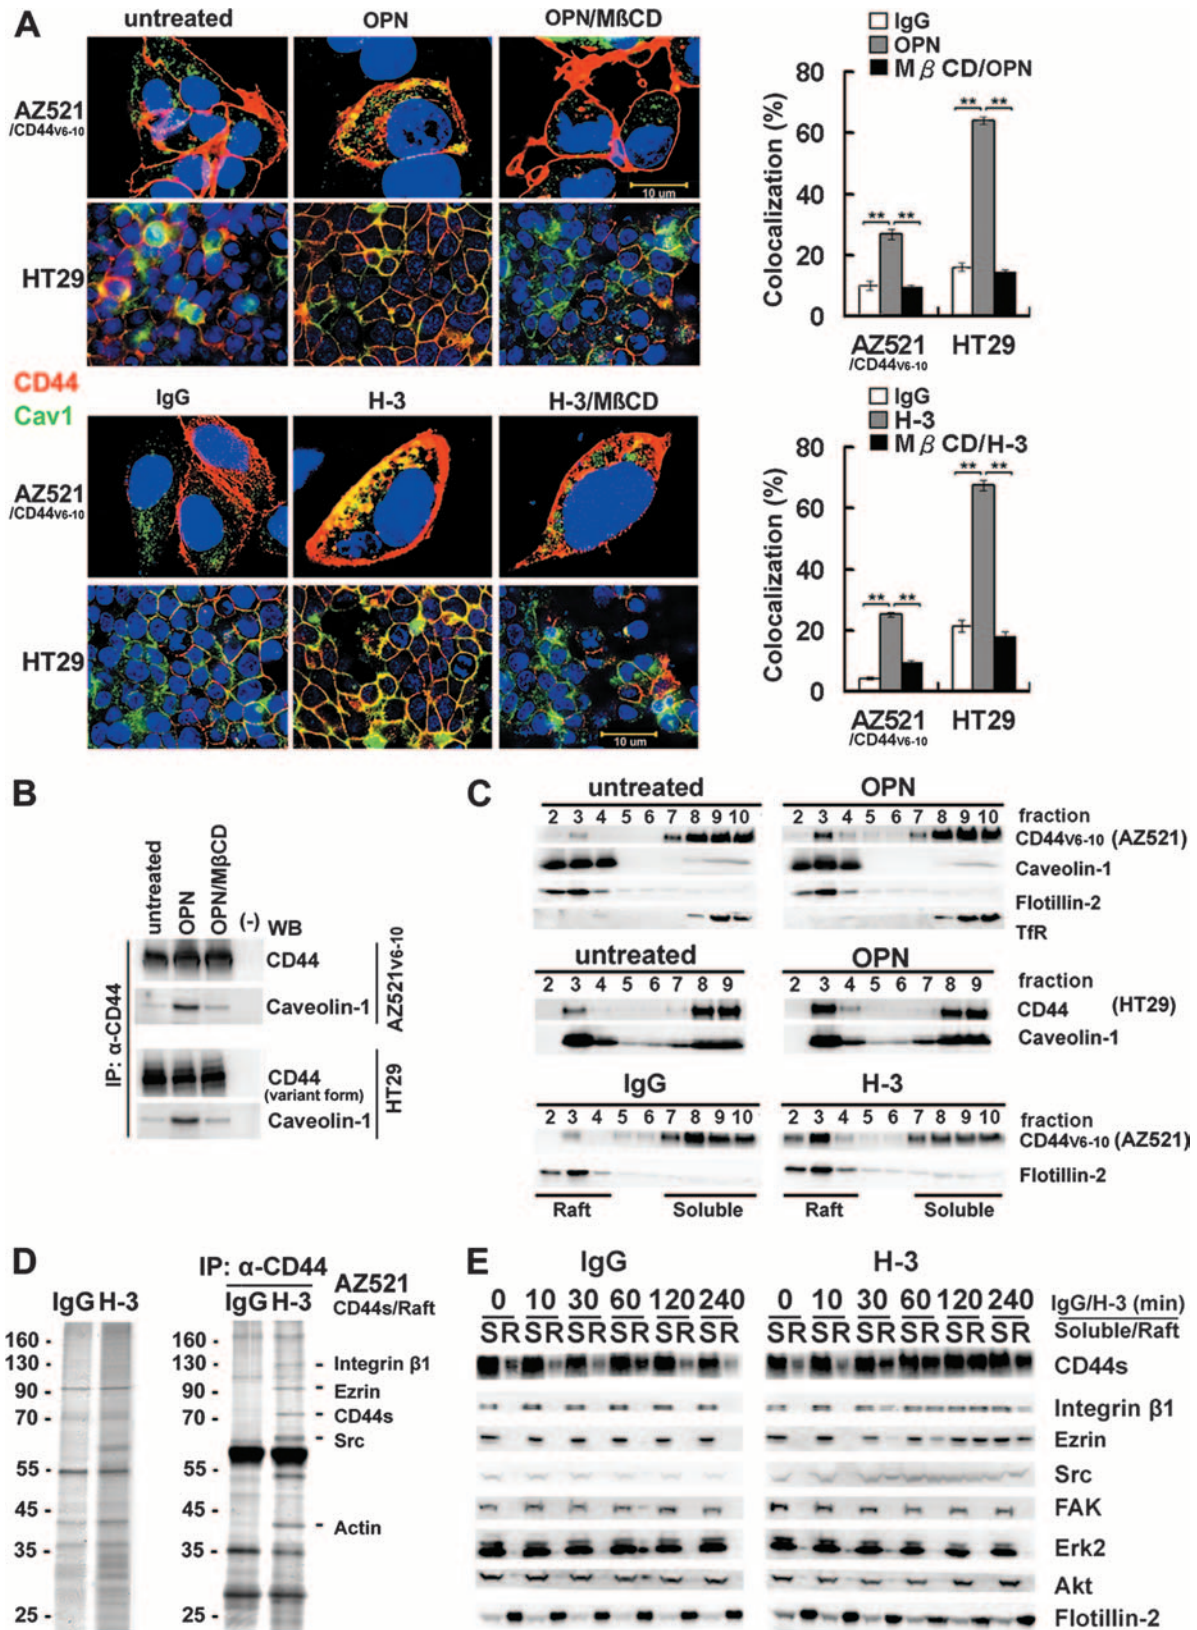 A
untreated
OPN
OPN/MßCD
AZ521
/CD44V6-10
10 um
HT29
CD44
Cav1
IgG
H-3
H-3/MßCD
AZ521
/CD44V6-10
HT29
10 um
IgG
OPN
M β CD/OPN
Colocalization (%)
80
60
40
20
0
** ** ** **
AZ521
/CD44V6-10
HT29
IgG
H-3
M β CD/H-3
Colocalization (%)
80
60
40
20
0
** ** ** **
AZ521
/CD44V6-10
HT29
B
untreated
OPN
OPN/MβCD
(-)
WB
IP: α-CD44
CD44
Caveolin-1
AZ521V6-10
CD44
(variant form)
Caveolin-1
HT29
C
untreated
OPN
2 3 4 5 6 7 8 9 10
2 3 4 5 6 7 8 9 10
fraction
CD44V6-10 (AZ521)
Caveolin-1
Flotillin-2
TfR
untreated
OPN
2 3 4 5 6 7 8 9
2 3 4 5 6 7 8 9
fraction
CD44 (HT29)
Caveolin-1
IgG
H-3
2 3 4 5 6 7 8 9 10
2 3 4 5 6 7 8 9 10
fraction
CD44V6-10 (AZ521)
Flotillin-2
Raft
Soluble
Raft
Soluble
D
IgG H-3
160 -
130 -
90 -
70 -
55 -
45 -
35 -
25 -
IP: α-CD44
IgG H-3
AZ521
CD44s/Raft
160 -
130 -
90 -
70 -
55 -
45 -
35 -
25 -
- Integrin β1
- Ezrin
- CD44s
- Src
- Actin
E
IgG
H-3
0 10 30 60 120 240
0 10 30 60 120 240
IgG/H-3 (min)
SR SR SR SR SR SR
SR SR SR SR SR SR
Soluble/Raft
CD44s
Integrin β1
Ezrin
Src
FAK
Erk2
Akt
Flotillin-2